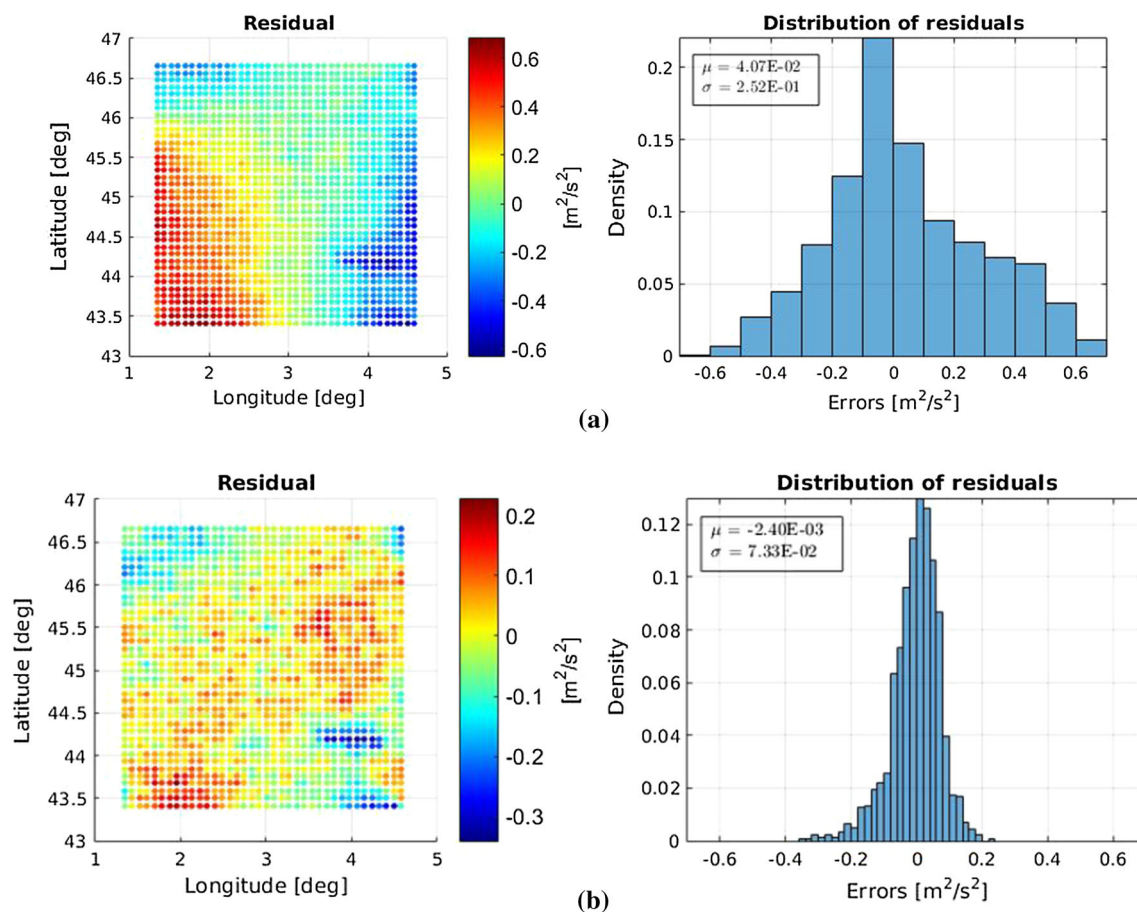 Residual
47
46.5
46
45.5
45
44.5
44
43.5
43
1 2 3 4 5
Latitude [deg]
Longitude [deg]
0.6
0.4
0.2
0
-0.2
-0.4
-0.6
[m²/s²]
Distribution of residuals
μ = 4.07E-02
σ = 2.52E-01
0.2
0.15
0.1
0.05
0
-0.6 -0.4 -0.2 0 0.2 0.4 0.6
Density
Errors [m²/s²]
(a)
Residual
47
46.5
46
45.5
45
44.5
44
43.5
43
1 2 3 4 5
Latitude [deg]
Longitude [deg]
0.2
0.1
0
-0.1
-0.2
-0.3
[m²/s²]
Distribution of residuals
μ = -2.40E-03
σ = 7.33E-02
0.12
0.1
0.08
0.06
0.04
0.02
0
-0.6 -0.4 -0.2 0 0.2 0.4 0.6
Density
Errors [m²/s²]
(b)